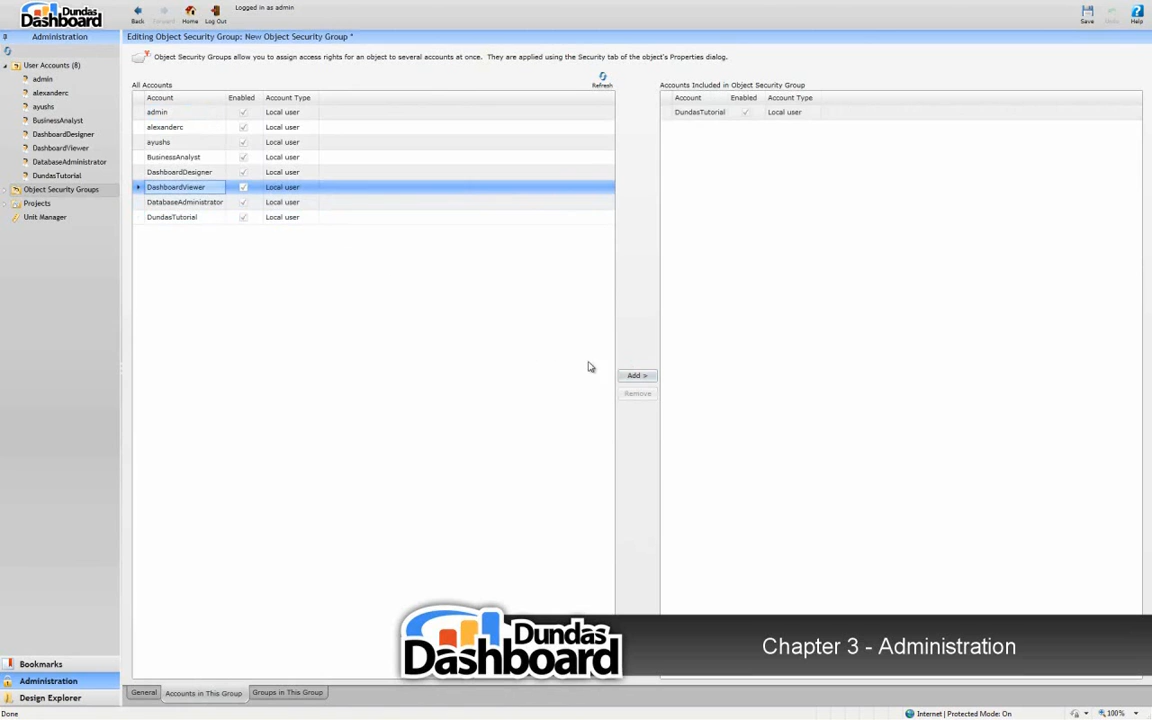 Dundas
Dashboard
Back
Forward
Home
Log Out
Logged in as admin
Save
Undo
Help
Administration
Editing Object Security Group: New Object Security Group *
Object Security Groups allow you to assign access rights for an object to several accounts at once. They are applied using the Security tab of the object's Properties dialog.
User Accounts (8)
admin
alexanderc
ayushs
BusinessAnalyst
DashboardDesigner
DashboardViewer
DatabaseAdministrator
DundasTutorial
Object Security Groups
Projects
Unit Manager
All Accounts
Refresh
Account Enabled Account Type
admin Local user
alexanderc Local user
ayushs Local user
BusinessAnalyst Local user
DashboardDesigner Local user
DashboardViewer Local user
DatabaseAdministrator Local user
DundasTutorial Local user
Add >
Remove
Accounts Included in Object Security Group
Account Enabled Account Type
DundasTutorial Local user
Dundas
Dashboard
Chapter 3 - Administration
Bookmarks
Administration
Design Explorer
General
Accounts in This Group
Groups in This Group
Done
Internet | Protected Mode: On
100%